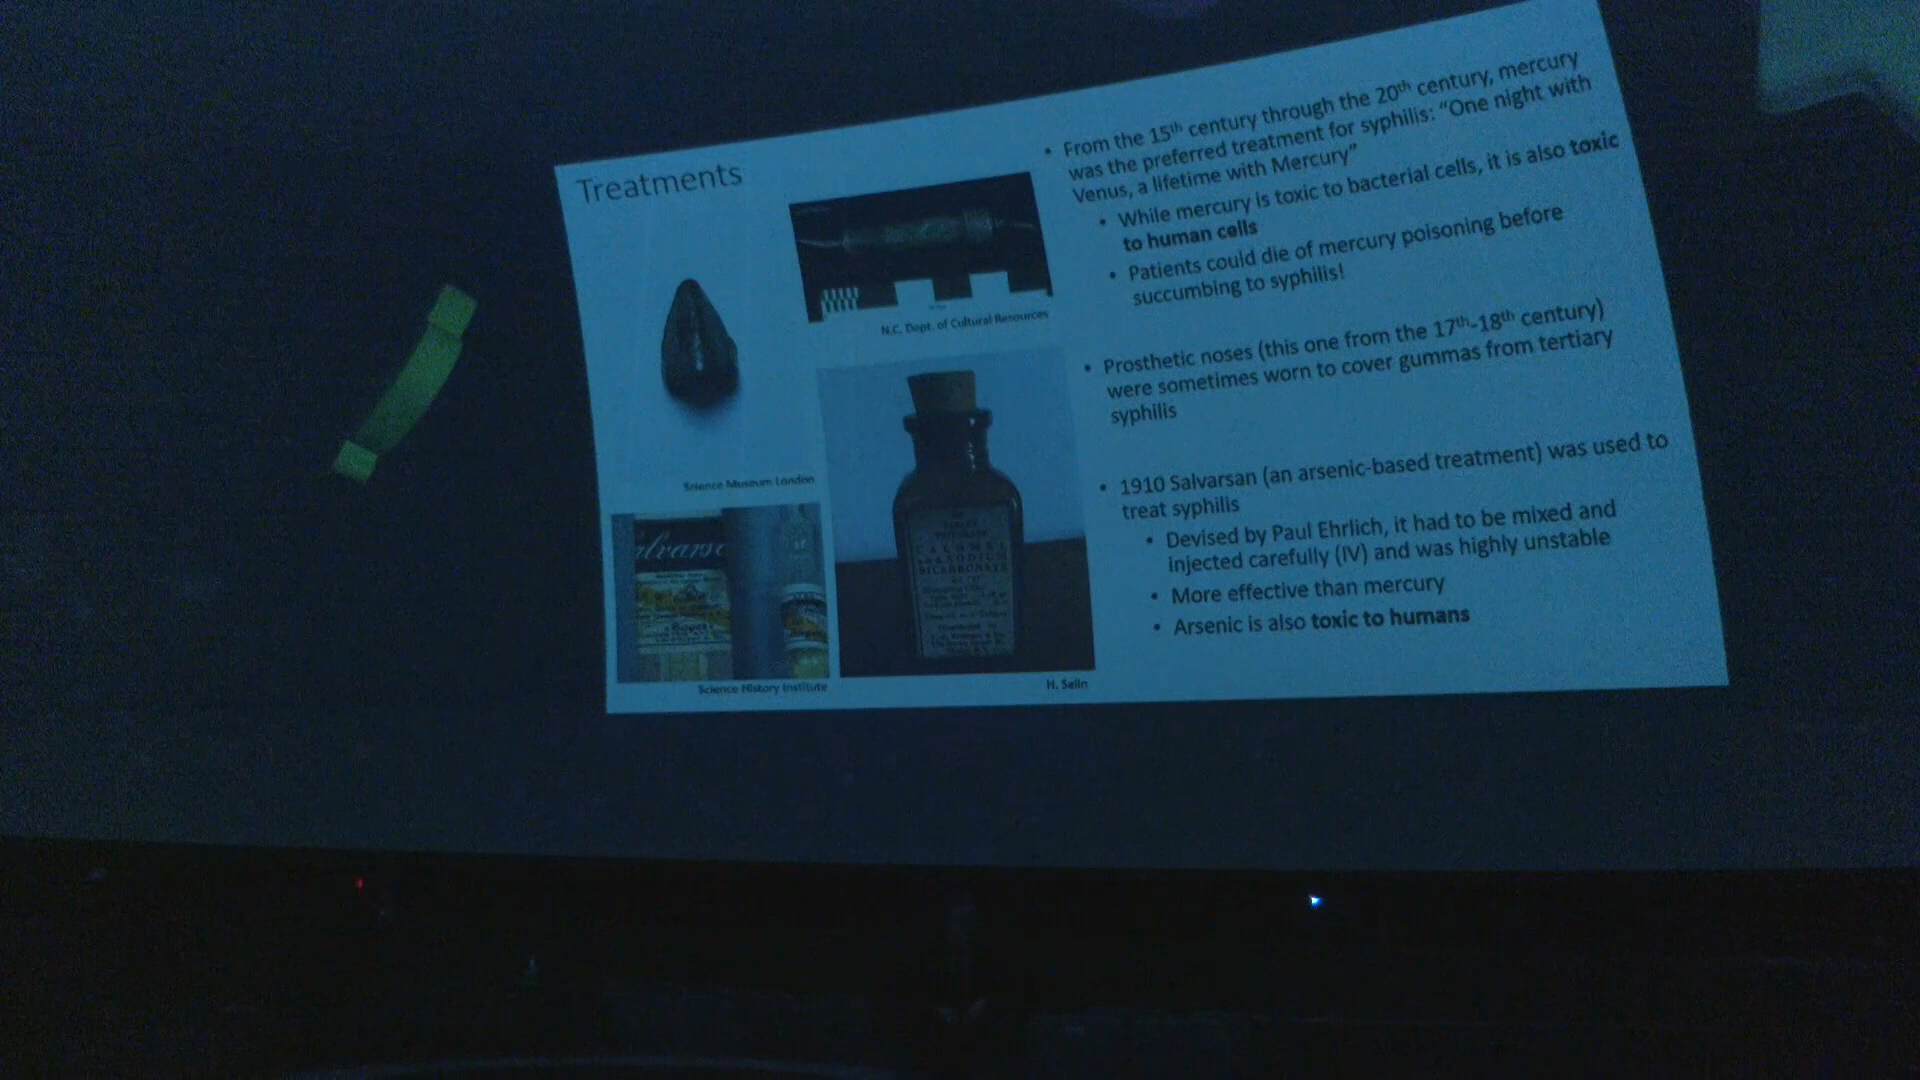 Treatments
• From the 15th century through the 20th century, mercury
was the preferred treatment for syphilis: “One night with
Venus, a lifetime with Mercury”
• While mercury is toxic to bacterial cells, it is also toxic
to human cells
• Patients could die of mercury poisoning before
succumbing to syphilis!
• Prosthetic noses (this one from the 17th-18th century)
were sometimes worn to cover gummas from tertiary
syphilis
• 1910 Salvarsan (an arsenic-based treatment) was used to
treat syphilis
• Devised by Paul Ehrlich, it had to be mixed and
injected carefully (IV) and was highly unstable
• More effective than mercury
• Arsenic is also toxic to humans
N.C. Dept. of Cultural Resources
Science Museum London
CALOMEL
BICARBONATE
Science History Institute